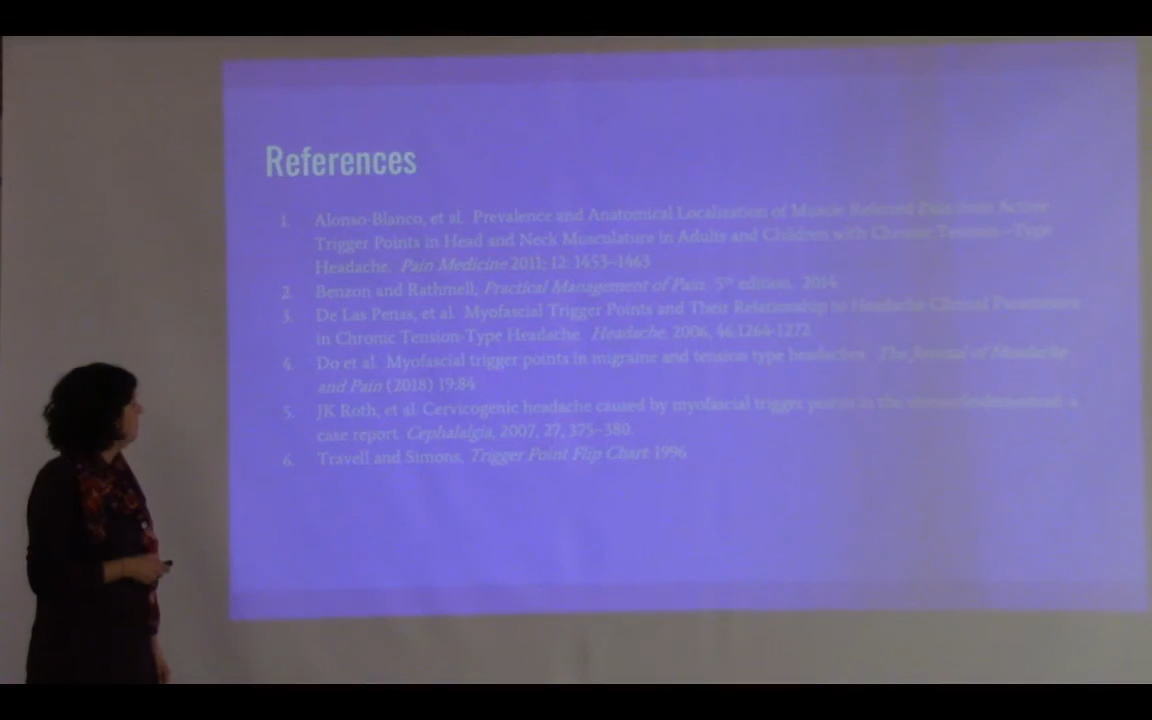 References
1. Alonso-Blanco, et al. Prevalence and Anatomical Localization of Muscle Referred Pain from Active
Trigger Points in Head and Neck Musculature in Adults and Children with Chronic Tension-Type
Headache. Pain Medicine 2011; 12: 1453-1463
2. Benzon and Rathmell, Practical Management of Pain. 5th edition. 2014
3. De Las Penas, et al. Myofascial Trigger Points and Their Relationship to Headache Clinical Parameters
in Chronic Tension-Type Headache. Headache. 2006, 46.1264-1272
4. Do et al. Myofascial trigger points in migraine and tension type headaches. The Journal of Headache
and Pain (2018) 19:84
5. JK Roth, et al. Cervicogenic headache caused by myofascial trigger points in the a
case report. Cephalalgia, 2007, 27, 375-380.
6. Travell and Simons, Trigger Point Flip Chart 1996